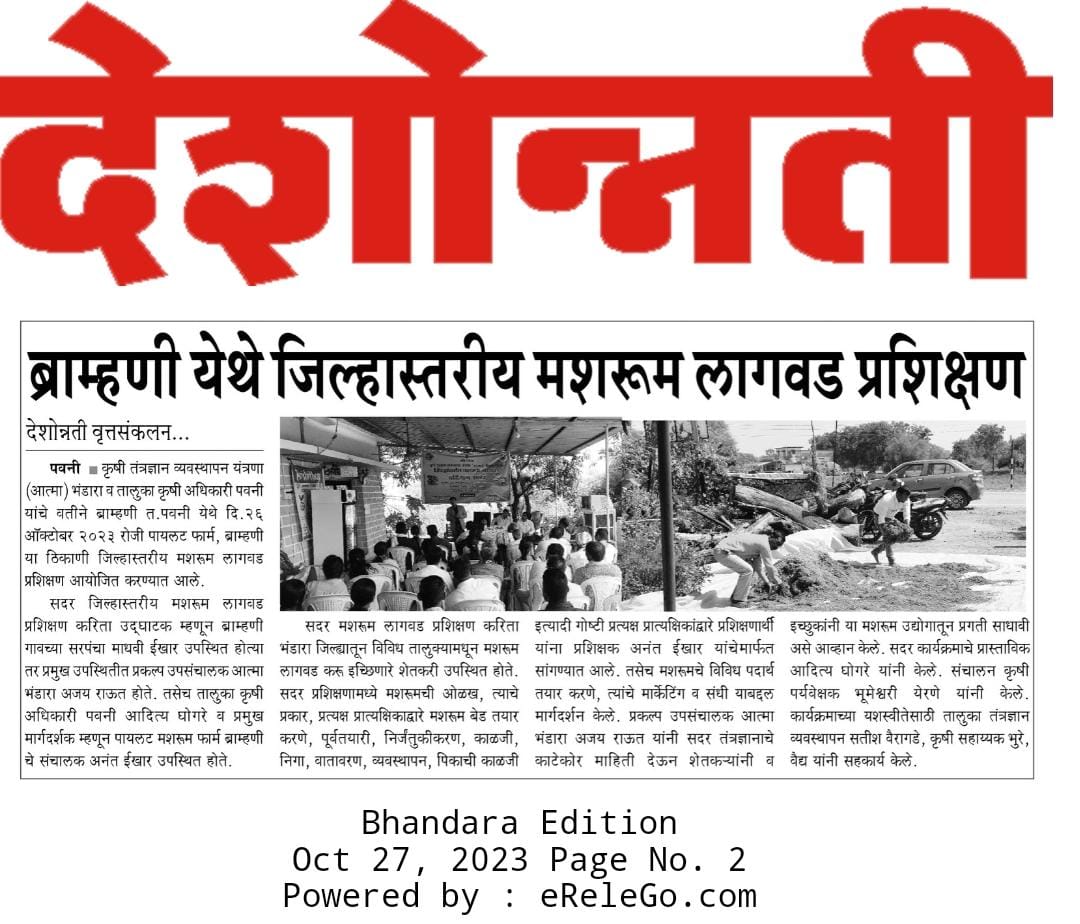 देशोन्नती
ब्राम्हणी येथे जिल्हास्तरीय मशरूम लागवड प्रशिक्षण
देशोन्नती वृत्तसंकलन...
पवनी ■ कृषी तंत्रज्ञान व्यवस्थापन यंत्रणा
(आत्मा) भंडारा व तालुका कृषी अधिकारी पवनी
यांचे वतीने ब्राम्हणी त.पवनी येथे दि.२६
ऑक्टोबर २०२३ रोजी पायलट फार्म, ब्राम्हणी
या ठिकाणी जिल्हास्तरीय मशरूम लागवड
प्रशिक्षण आयोजित करण्यात आले.
सदर जिल्हास्तरीय मशरूम लागवड
प्रशिक्षण करिता उद्घाटक म्हणून ब्राम्हणी
गावच्या सरपंचा माधवी ईखार उपस्थित होत्या
तर प्रमुख उपस्थितीत प्रकल्प उपसंचालक आत्मा
भंडारा अजय राऊत होते. तसेच तालुका कृषी
अधिकारी पवनी आदित्य घोगरे व प्रमुख
मार्गदर्शक म्हणून पायलट मशरूम फार्म ब्राम्हणी
चे संचालक अनंत ईखार उपस्थित होते.
सदर मशरूम लागवड प्रशिक्षण करिता
भंडारा जिल्ह्यातून विविध तालुक्यामधून मशरूम
लागवड करू इच्छिणारे शेतकरी उपस्थित होते.
सदर प्रशिक्षणामध्ये मशरूमची ओळख, त्याचे
प्रकार, प्रत्यक्ष प्रात्यक्षिकाद्वारे मशरूम बेड तयार
करणे, पूर्वतयारी, निर्जंतुकीकरण, काळजी,
निगा, वातावरण, व्यवस्थापन, पिकाची काळजी
इत्यादी गोष्टी प्रत्यक्ष प्रात्यक्षिकांद्वारे प्रशिक्षणार्थी
यांना प्रशिक्षक अनंत ईखार यांचेमार्फत
सांगण्यात आले. तसेच मशरूमचे विविध पदार्थ
तयार करणे, त्यांचे मार्केटिंग व संधी याबद्दल
मार्गदर्शन केले. प्रकल्प उपसंचालक आत्मा
भंडारा अजय राऊत यांनी सदर तंत्रज्ञानाचे
काटेकोर माहिती देऊन शेतकऱ्यांनी व
इच्छुकांनी या मशरूम उद्योगातून प्रगती साधावी
असे आव्हान केले. सदर कार्यक्रमाचे प्रास्ताविक
आदित्य घोगरे यांनी केले. संचालन कृषी
पर्यवेक्षक भूमेश्वरी येरणे यांनी केले.
कार्यक्रमाच्या यशस्वीतेसाठी तालुका तंत्रज्ञान
व्यवस्थापन सतीश वैरागडे, कृषी सहाय्यक भुरे,
वैद्य यांनी सहकार्य केले.
Bhandara Edition
Oct 27, 2023 Page No. 2
Powered by : eReleGo.com